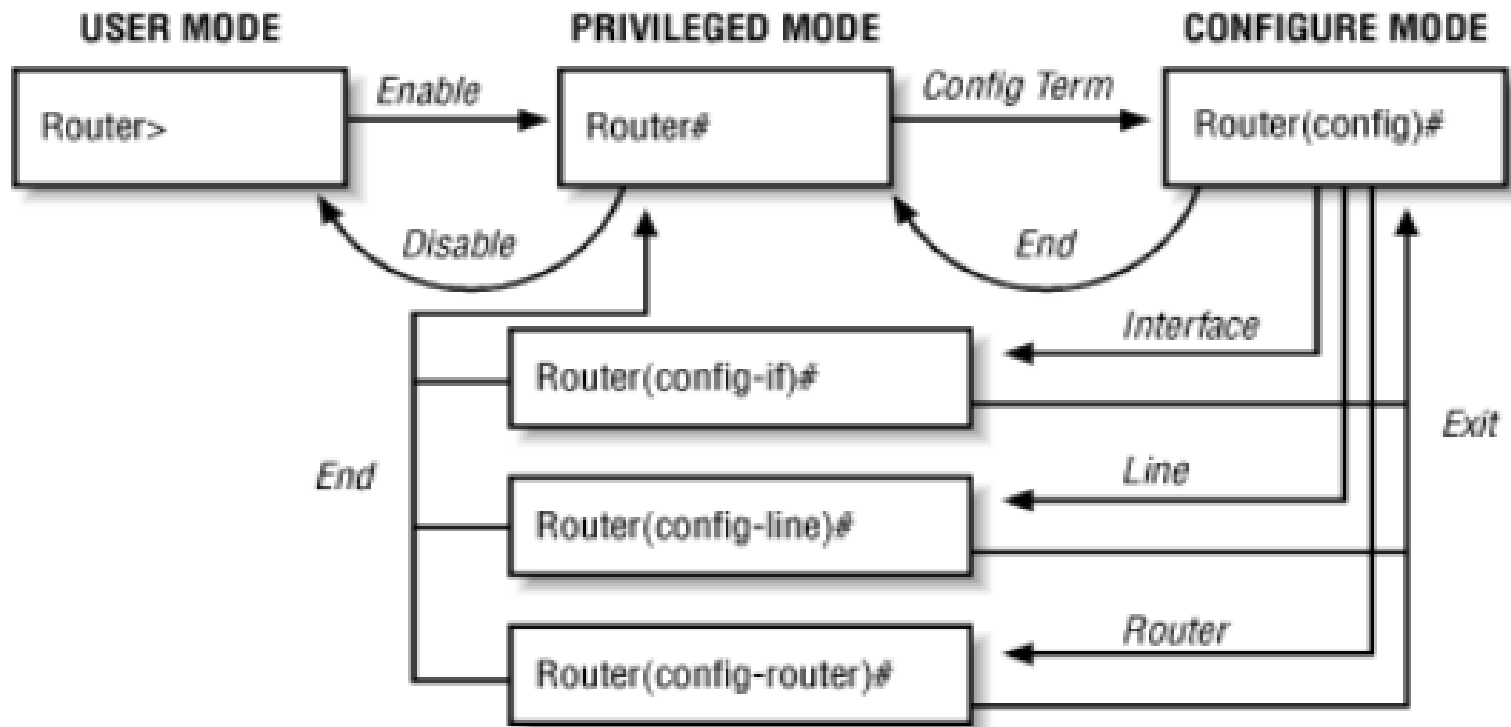 USER MODE
PRIVILEGED MODE
CONFIGURE MODE
Router>
Enable
Router#
Config Term
Router(config)#
Disable
End
Interface
Router(config-if)#
Exit
End
Line
Router(config-line)#
Router
Router(config-router)#